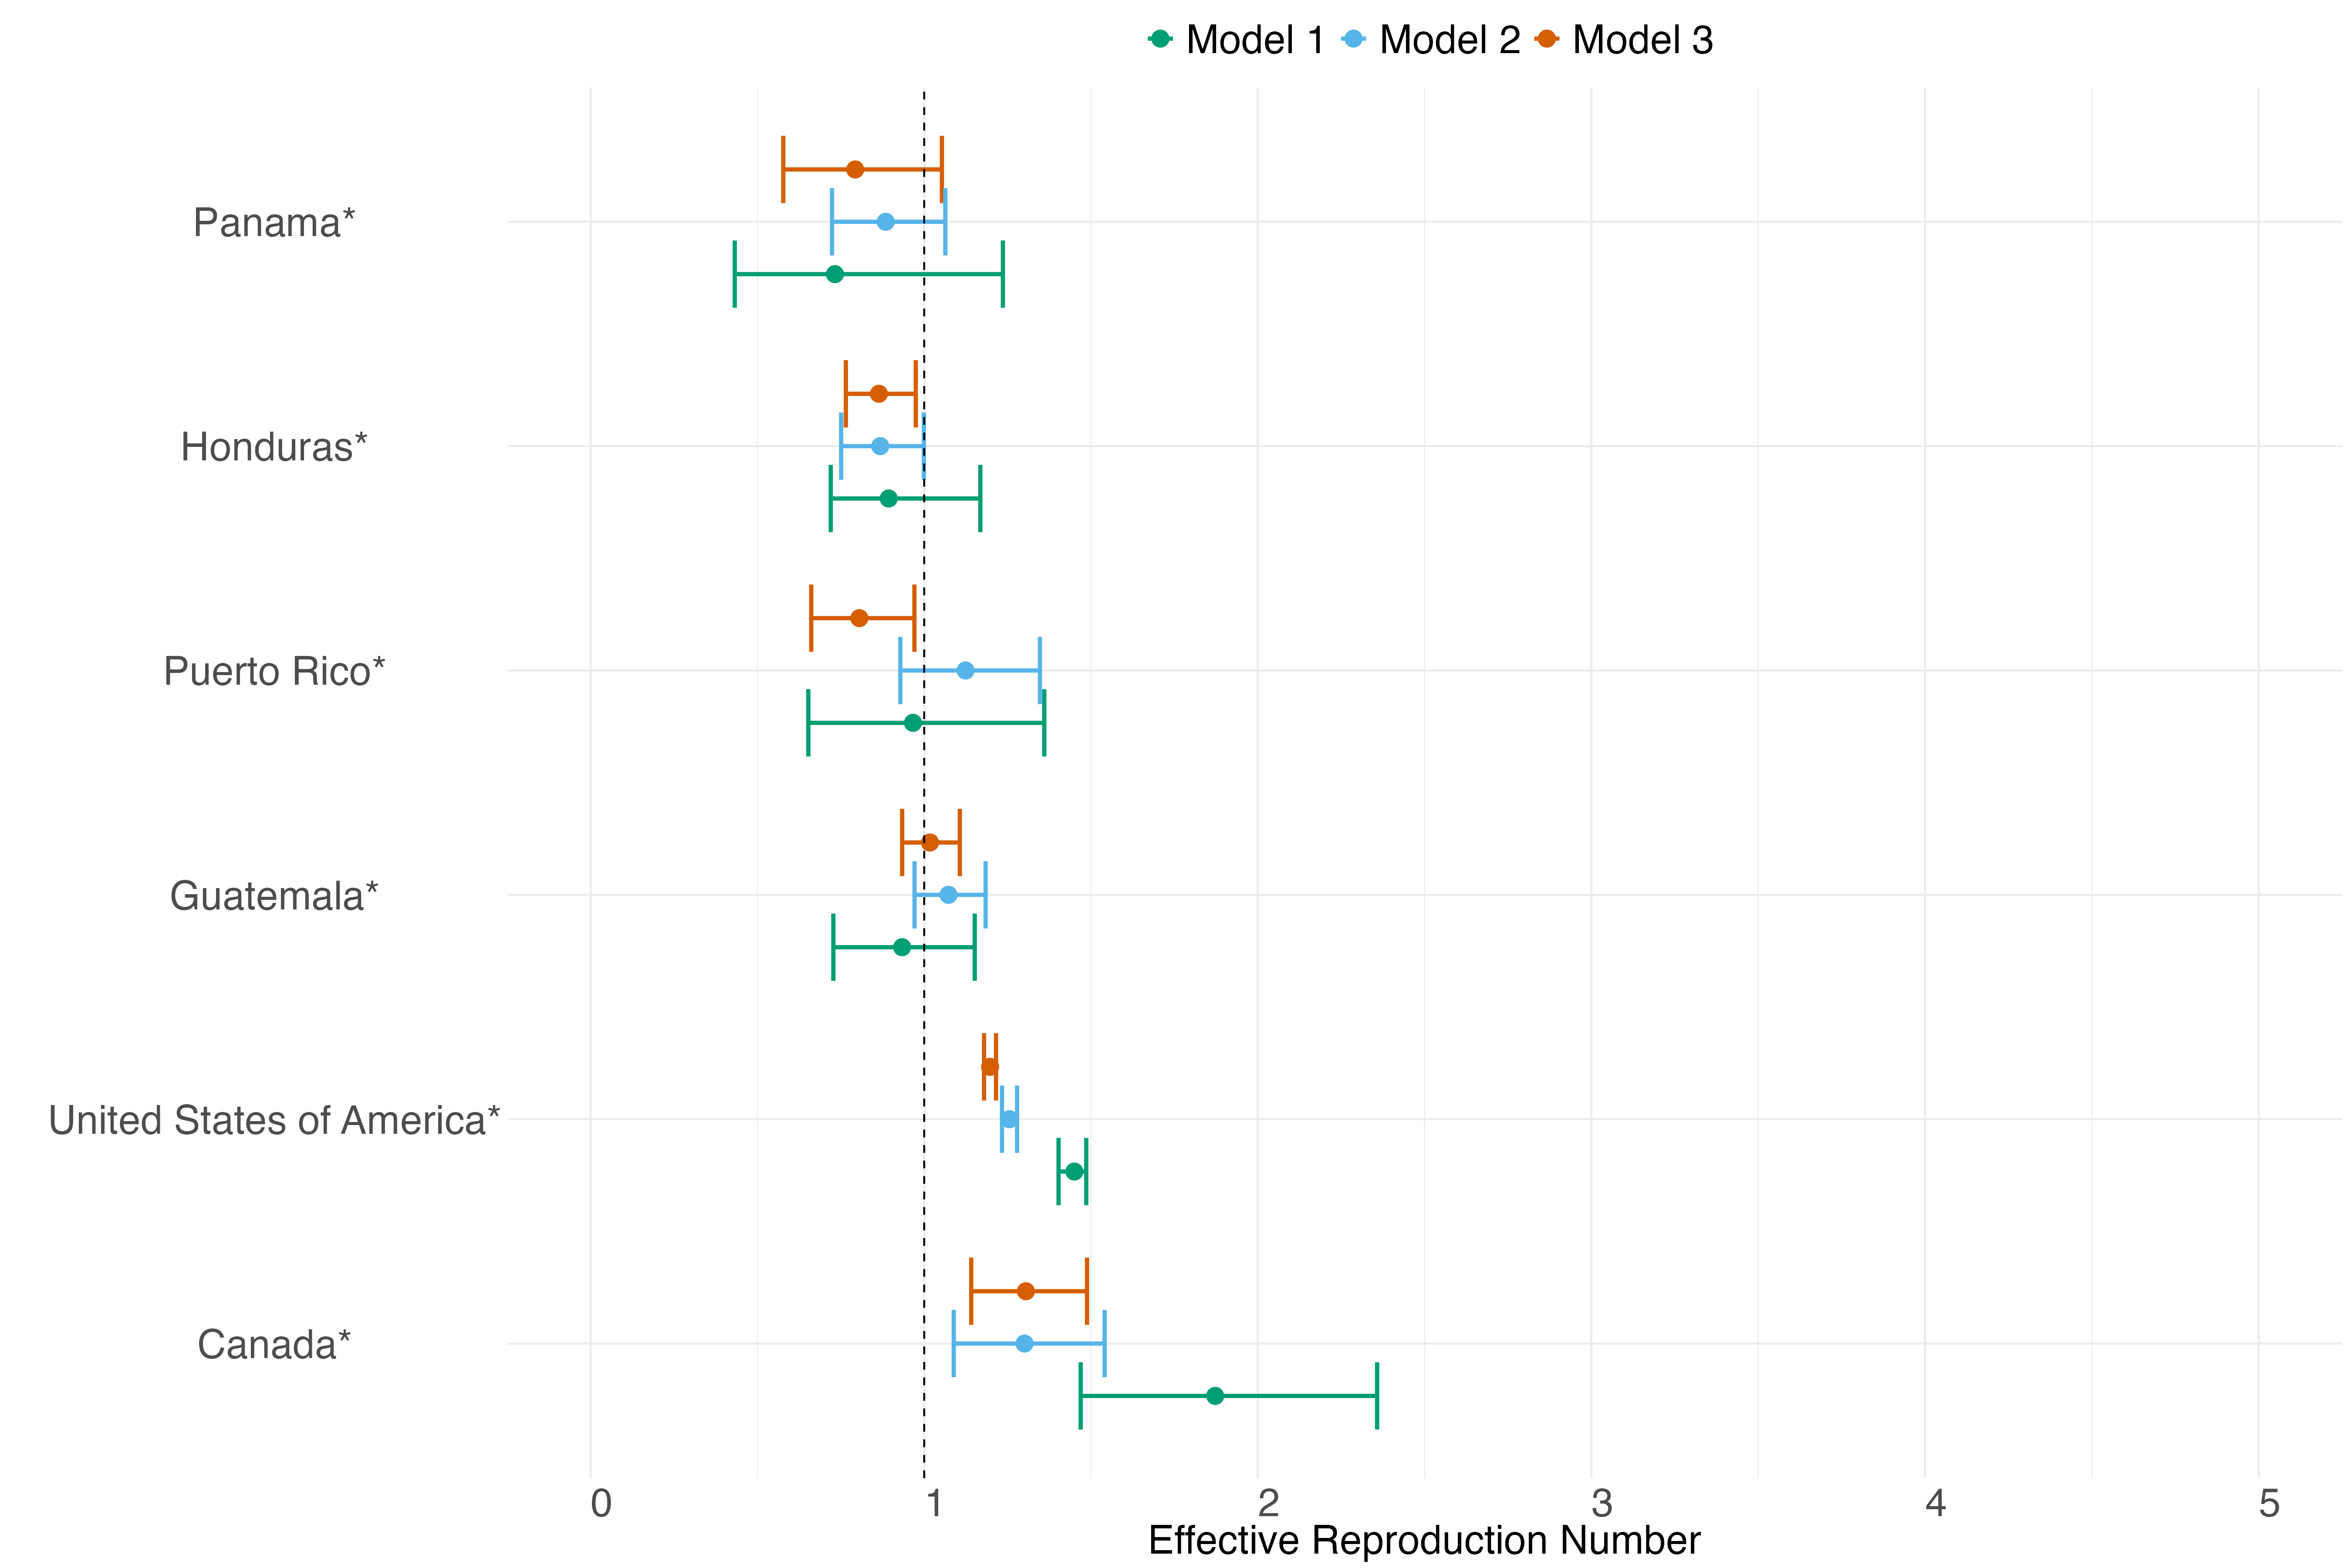 Model 1 Model 2 Model 3
Panama*
Honduras*
Puerto Rico*
Guatemala*
United States of America*
Canada*
0 1 2 3 4 5
Effective Reproduction Number